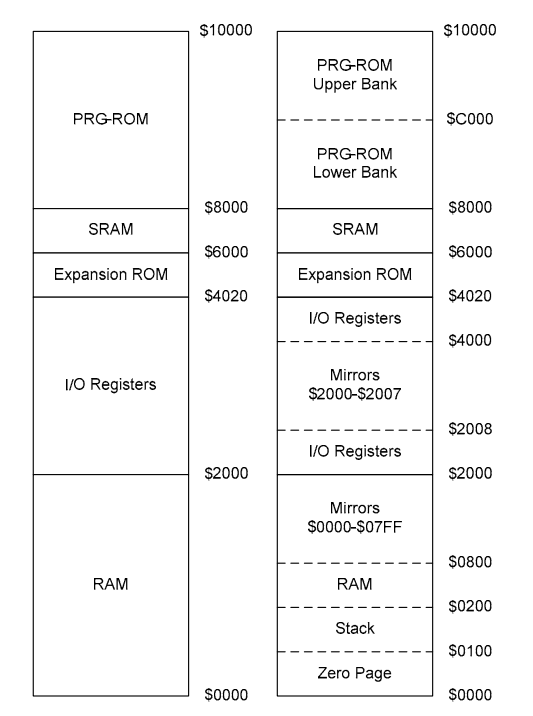 $10000
PRG-ROM
$8000
SRAM
$6000
Expansion ROM
$4020
I/O Registers
$2000
RAM
$0000
$10000
PRG-ROM
Upper Bank
$C000
PRG-ROM
Lower Bank
$8000
SRAM
$6000
Expansion ROM
$4020
I/O Registers
$4000
Mirrors
$2000-$2007
$2008
I/O Registers
$2000
Mirrors
$0000-$07FF
$0800
RAM
$0200
Stack
$0100
Zero Page
$0000